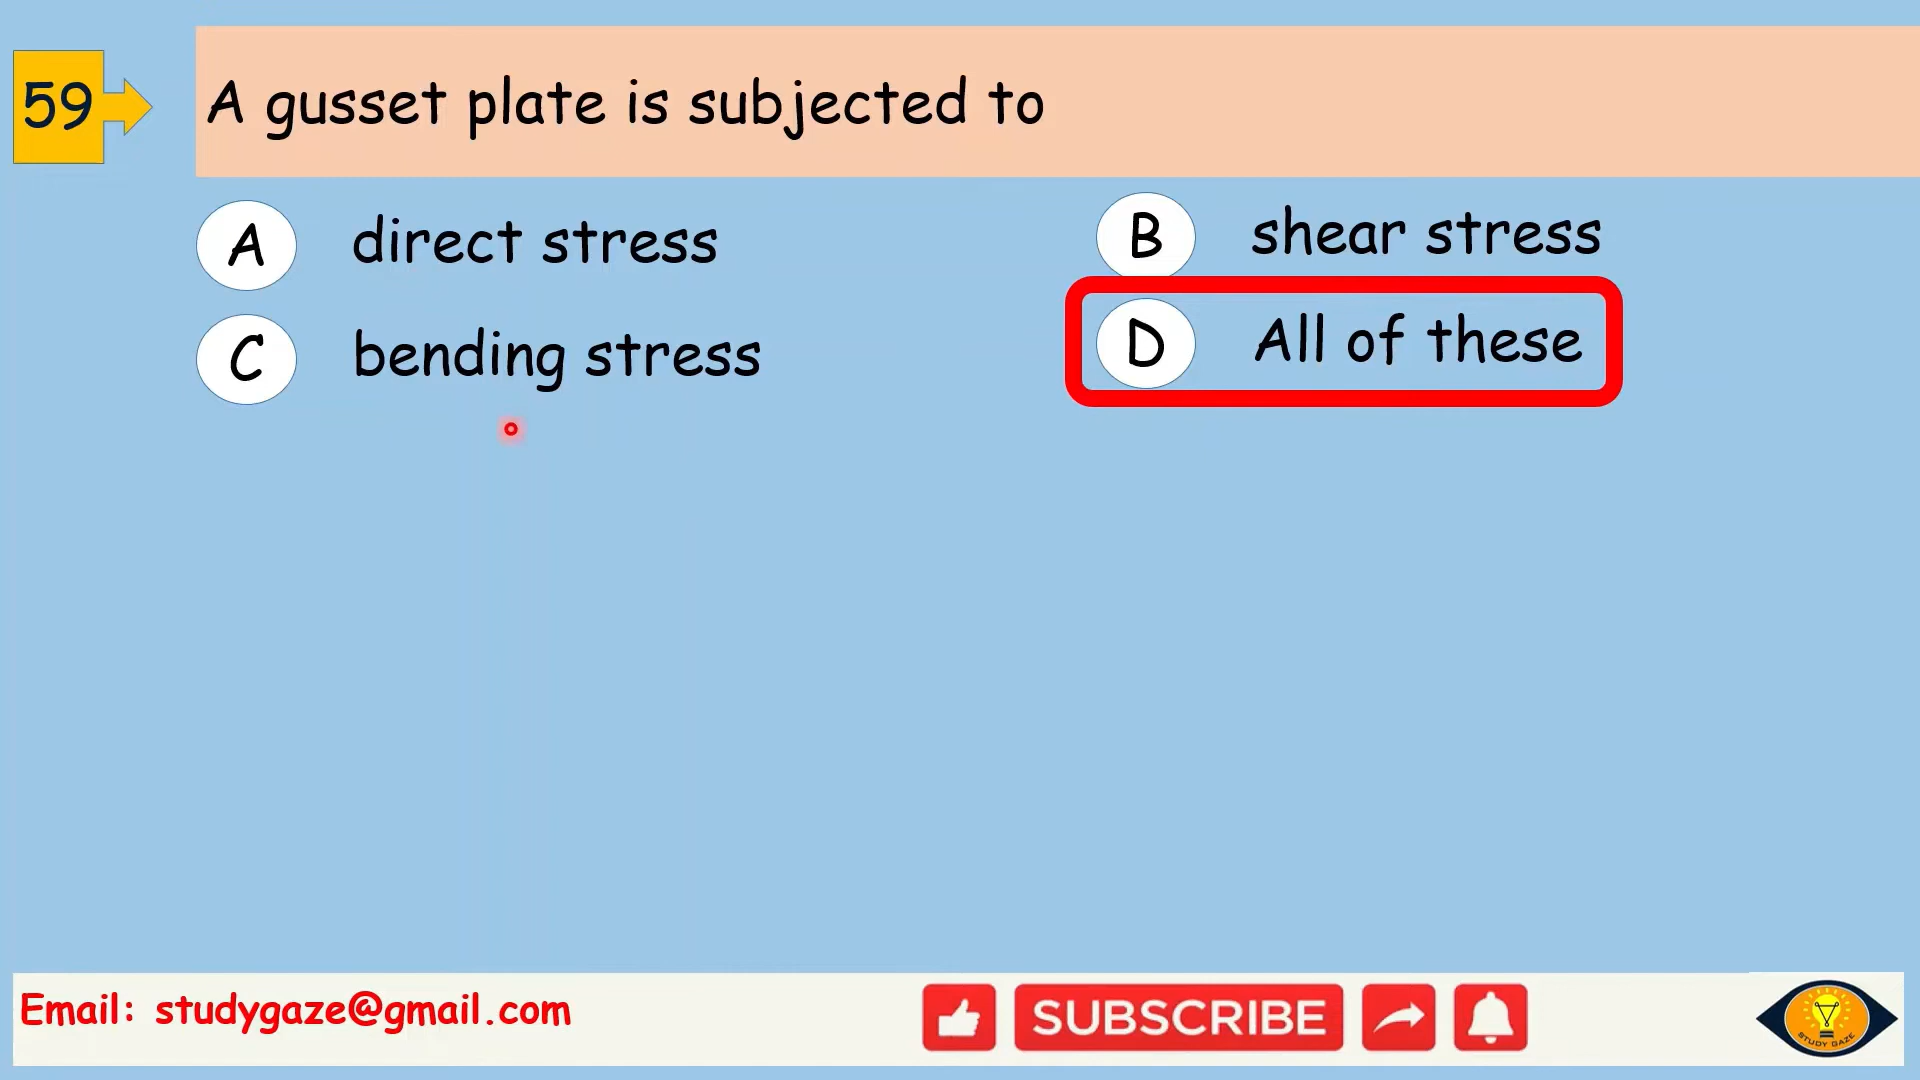 59
A gusset plate is subjected to
A direct stress
B shear stress
C bending stress
D All of these
Email: studygaze@gmail.com
SUBSCRIBE
STUDY GAZE